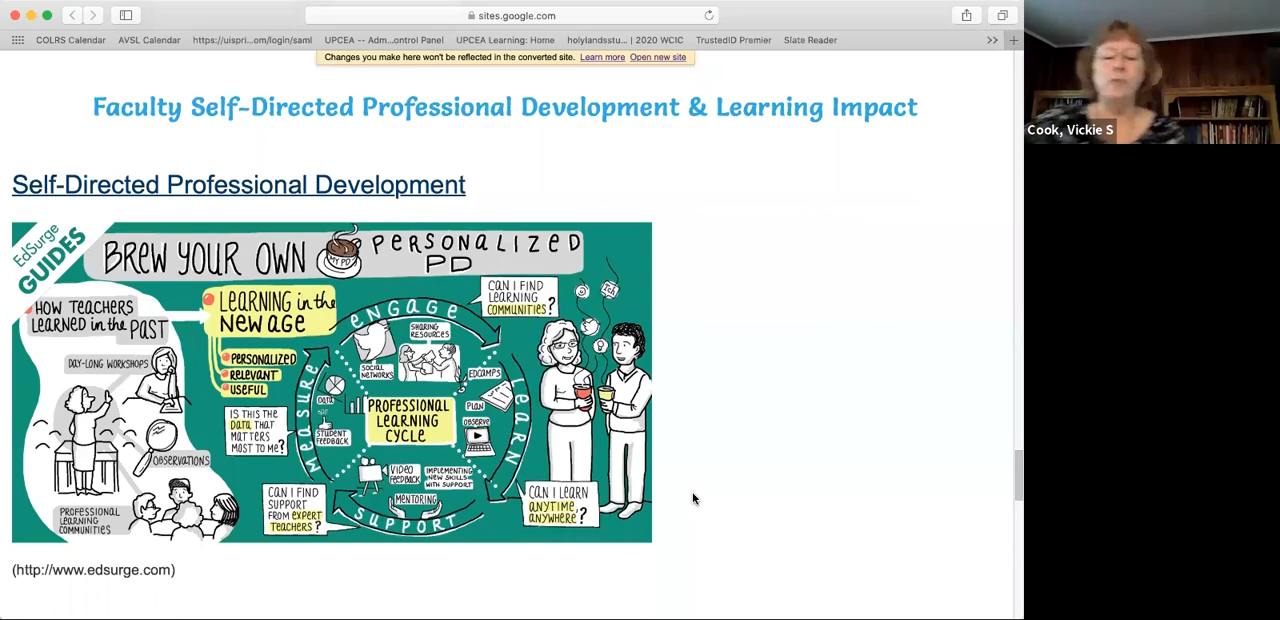 sites.google.com
COLRS Calendar
AVSL Calendar
https://uispri...om/login/saml
UPCEA -- Adm...ontrol Panel
UPCEA Learning: Home
holylandsstu... | 2020 WCIC
TrustedID Premier
Slate Reader
Changes you make here won't be reflected in the converted site. Learn more Open new site
Cook, Vickie S
Faculty Self-Directed Professional Development & Learning Impact
Self-Directed Professional Development
EdSurge
GUIDES
BREW YOUR OWN
MY PD
PERSONALIZED
PD
HOW TEACHERS
LEARNED in the PAST
DAY-LONG WORKSHOPS
OBSERVATIONS
PROFESSIONAL
LEARNING
COMMUNITIES
LEARNING in the
NEW AGE
PERSONALIZED
RELEVANT
USEFUL
ENGAGE
CAN I FIND
LEARNING
COMMUNITIES?
SHARING
RESOURCES
SOCIAL
NETWORKS
EDCAMPS
LEARN
PLAN
OBSERVE
PROFESSIONAL
LEARNING
CYCLE
MEASURE
DATA
STUDENT
FEEDBACK
IS THIS THE
DATA THAT
MATTERS
MOST TO ME?
VIDEO
FEEDBACK
IMPLEMENTING
NEW SKILLS
WITH SUPPORT
MENTORING
SUPPORT
CAN I FIND
SUPPORT
FROM EXPERT
TEACHERS?
CAN I LEARN
ANYTIME,
ANYWHERE?
(http://www.edsurge.com)